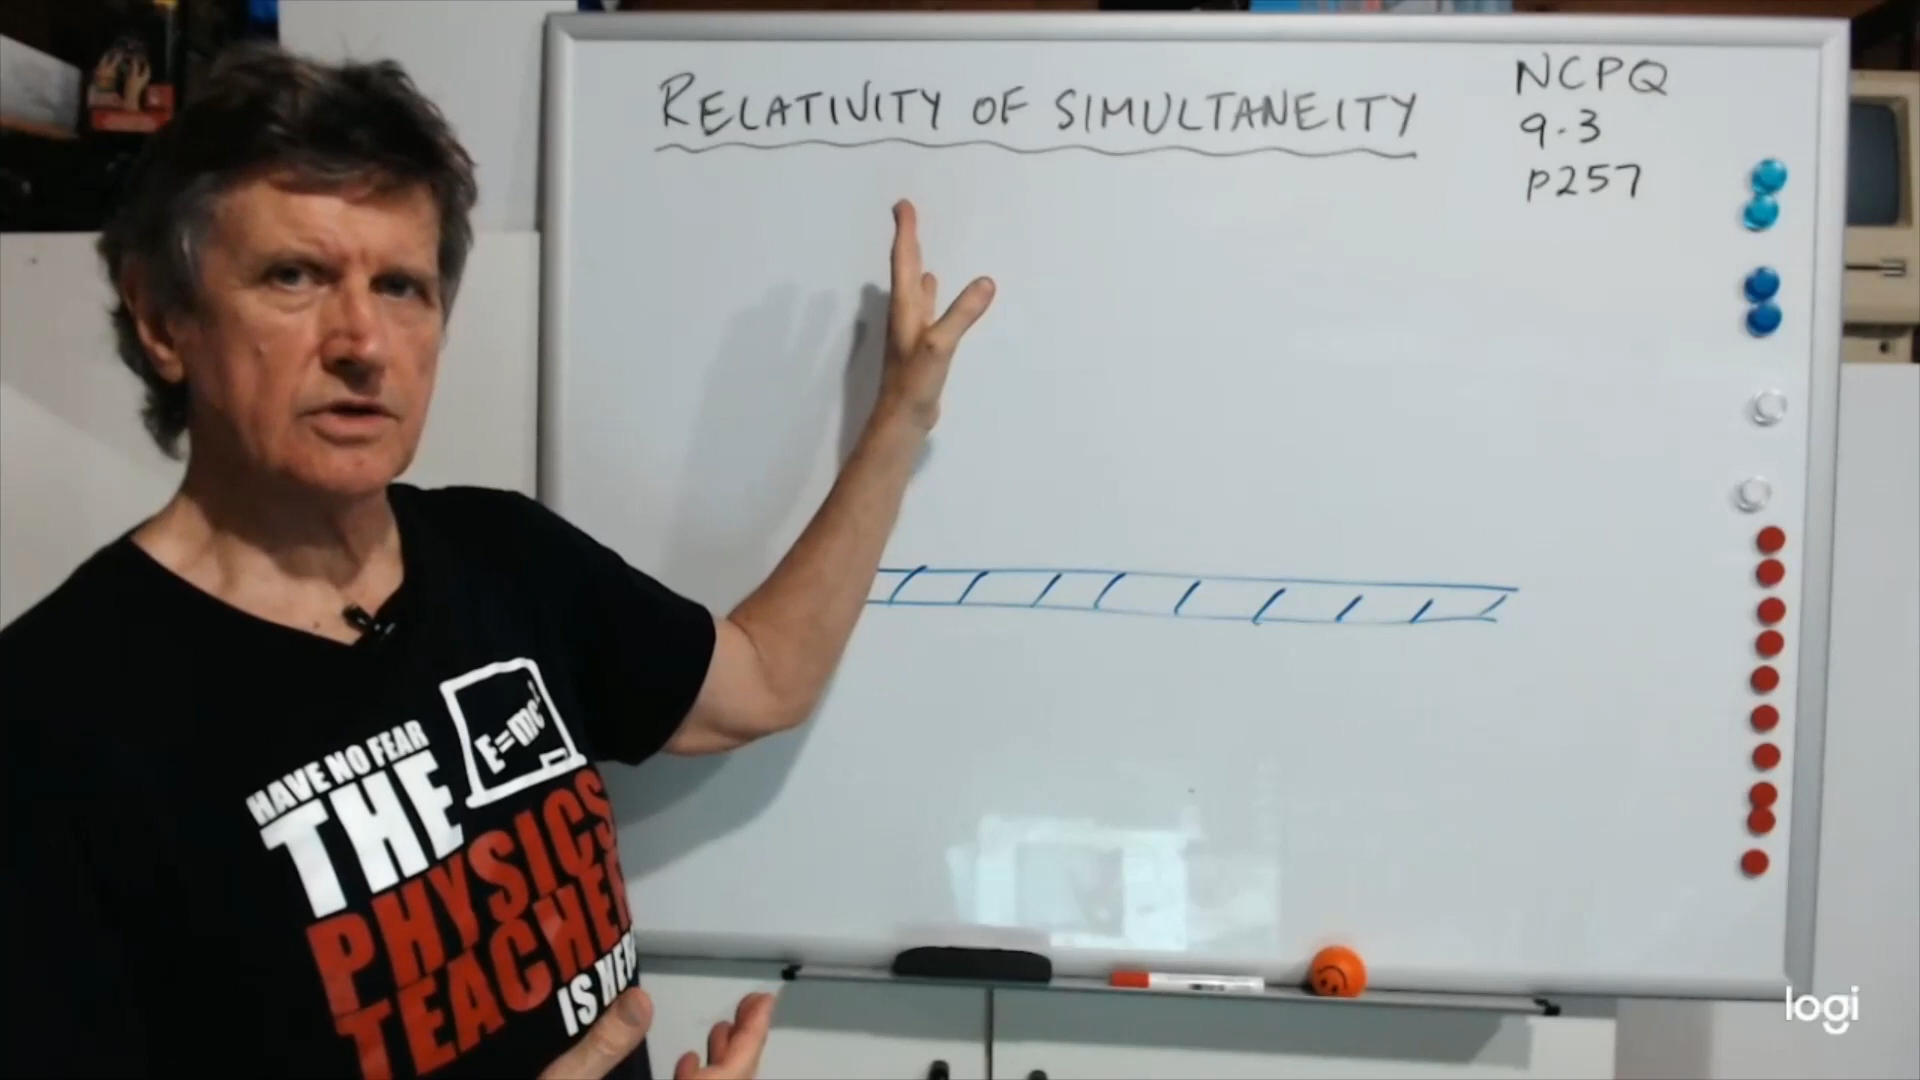 RELATIVITY OF SIMULTANEITY
NCPQ
9.3
p257
HAVE NO FEAR
THE
E=mc²
PHYSICS
TEACHER
IS HERE
logi